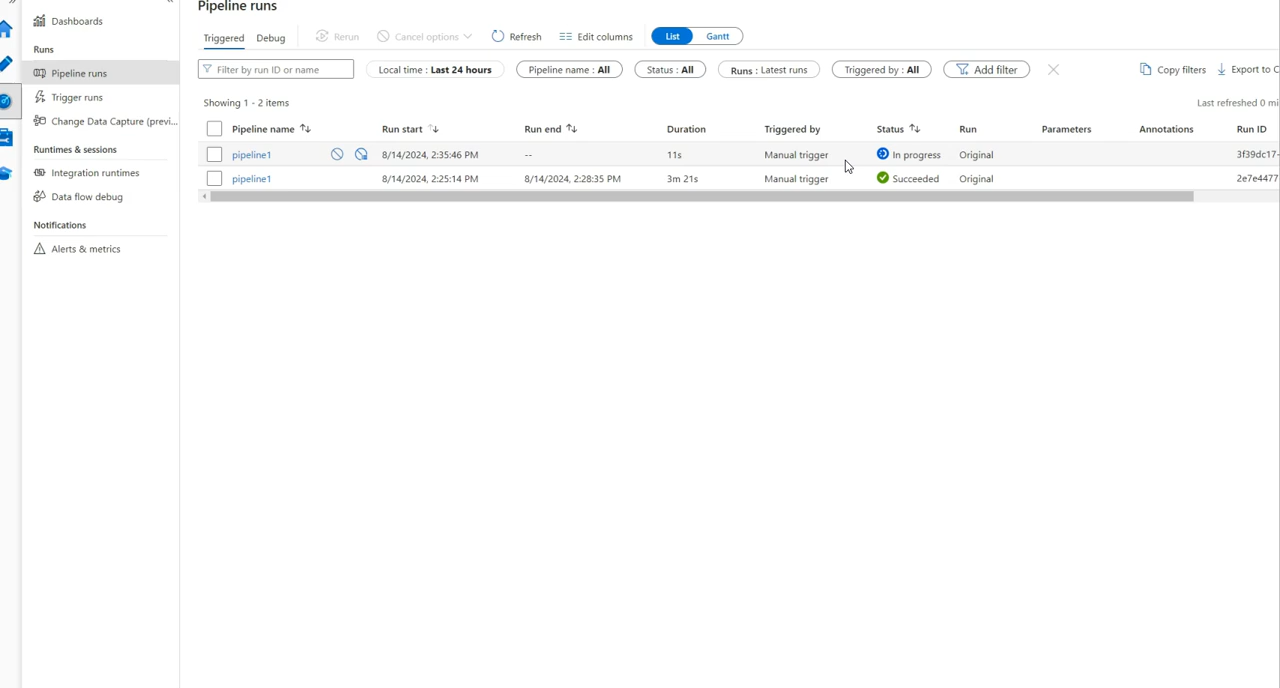 Pipeline runs
Dashboards
Runs
Pipeline runs
Trigger runs
Change Data Capture (previ...
Runtimes & sessions
Integration runtimes
Data flow debug
Notifications
Alerts & metrics
Triggered Debug Rerun Cancel options Refresh Edit columns List Gantt
Filter by run ID or name Local time : Last 24 hours Pipeline name : All Status : All Runs : Latest runs Triggered by : All Add filter Copy filters Export to C
Showing 1 - 2 items Last refreshed 0 mi
Pipeline name Run start Run end Duration Triggered by Status Run Parameters Annotations Run ID
pipeline1 8/14/2024, 2:35:46 PM -- 11s Manual trigger In progress Original 3f39dc17-
pipeline1 8/14/2024, 2:25:14 PM 8/14/2024, 2:28:35 PM 3m 21s Manual trigger Succeeded Original 2e7e4477